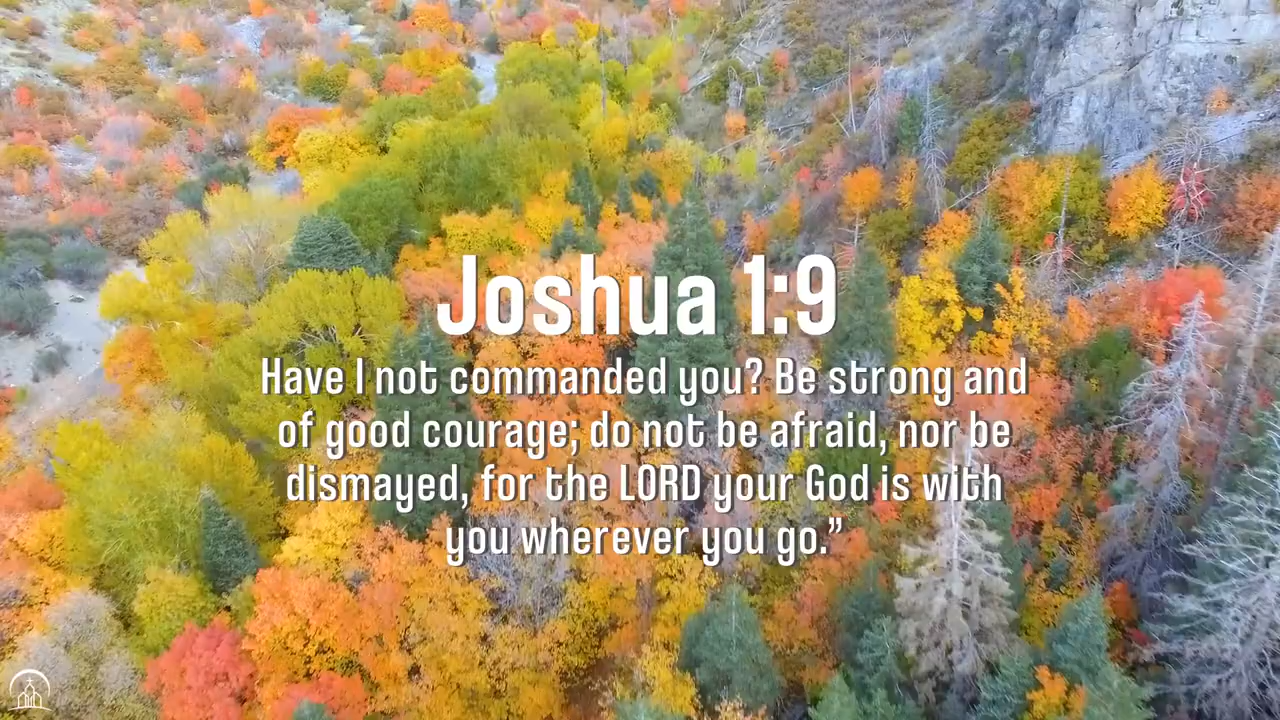 Joshua 1:9
Have I not commanded you? Be strong and
of good courage; do not be afraid, nor be
dismayed, for the LORD your God is with
you wherever you go.”